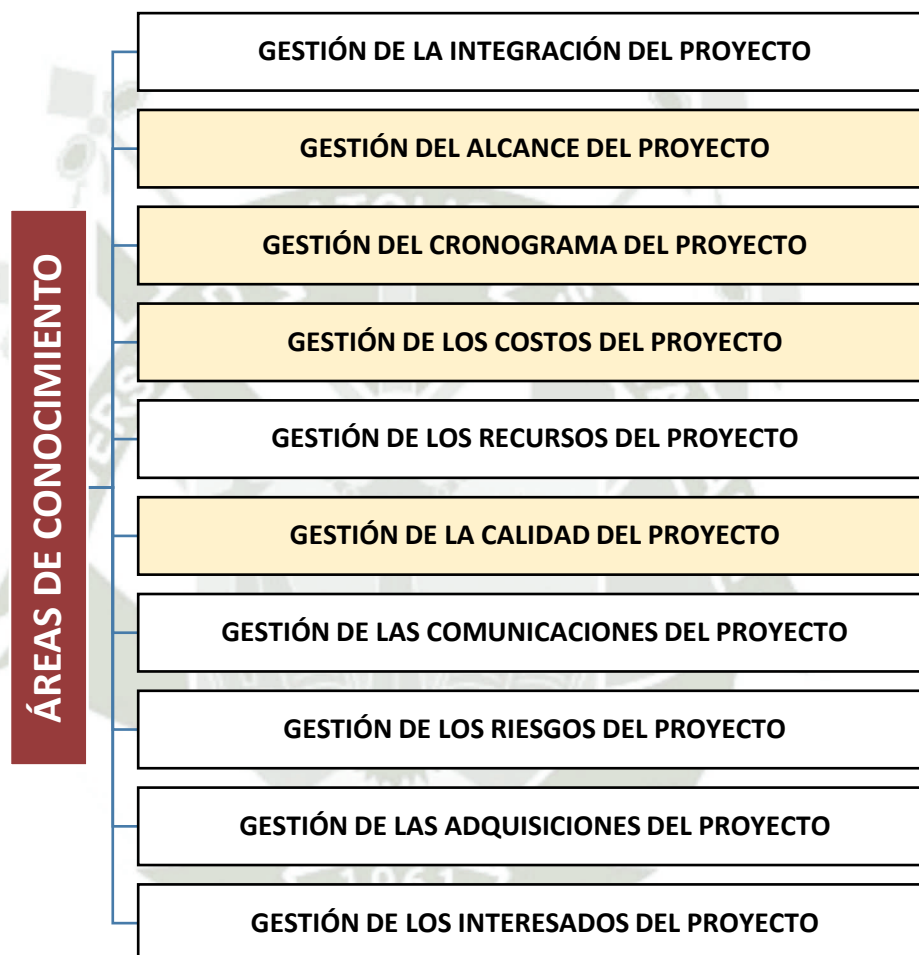 ÁREAS DE CONOCIMIENTO
GESTIÓN DE LA INTEGRACIÓN DEL PROYECTO
GESTIÓN DEL ALCANCE DEL PROYECTO
GESTIÓN DEL CRONOGRAMA DEL PROYECTO
GESTIÓN DE LOS COSTOS DEL PROYECTO
GESTIÓN DE LOS RECURSOS DEL PROYECTO
GESTIÓN DE LA CALIDAD DEL PROYECTO
GESTIÓN DE LAS COMUNICACIONES DEL PROYECTO
GESTIÓN DE LOS RIESGOS DEL PROYECTO
GESTIÓN DE LAS ADQUISICIONES DEL PROYECTO
GESTIÓN DE LOS INTERESADOS DEL PROYECTO